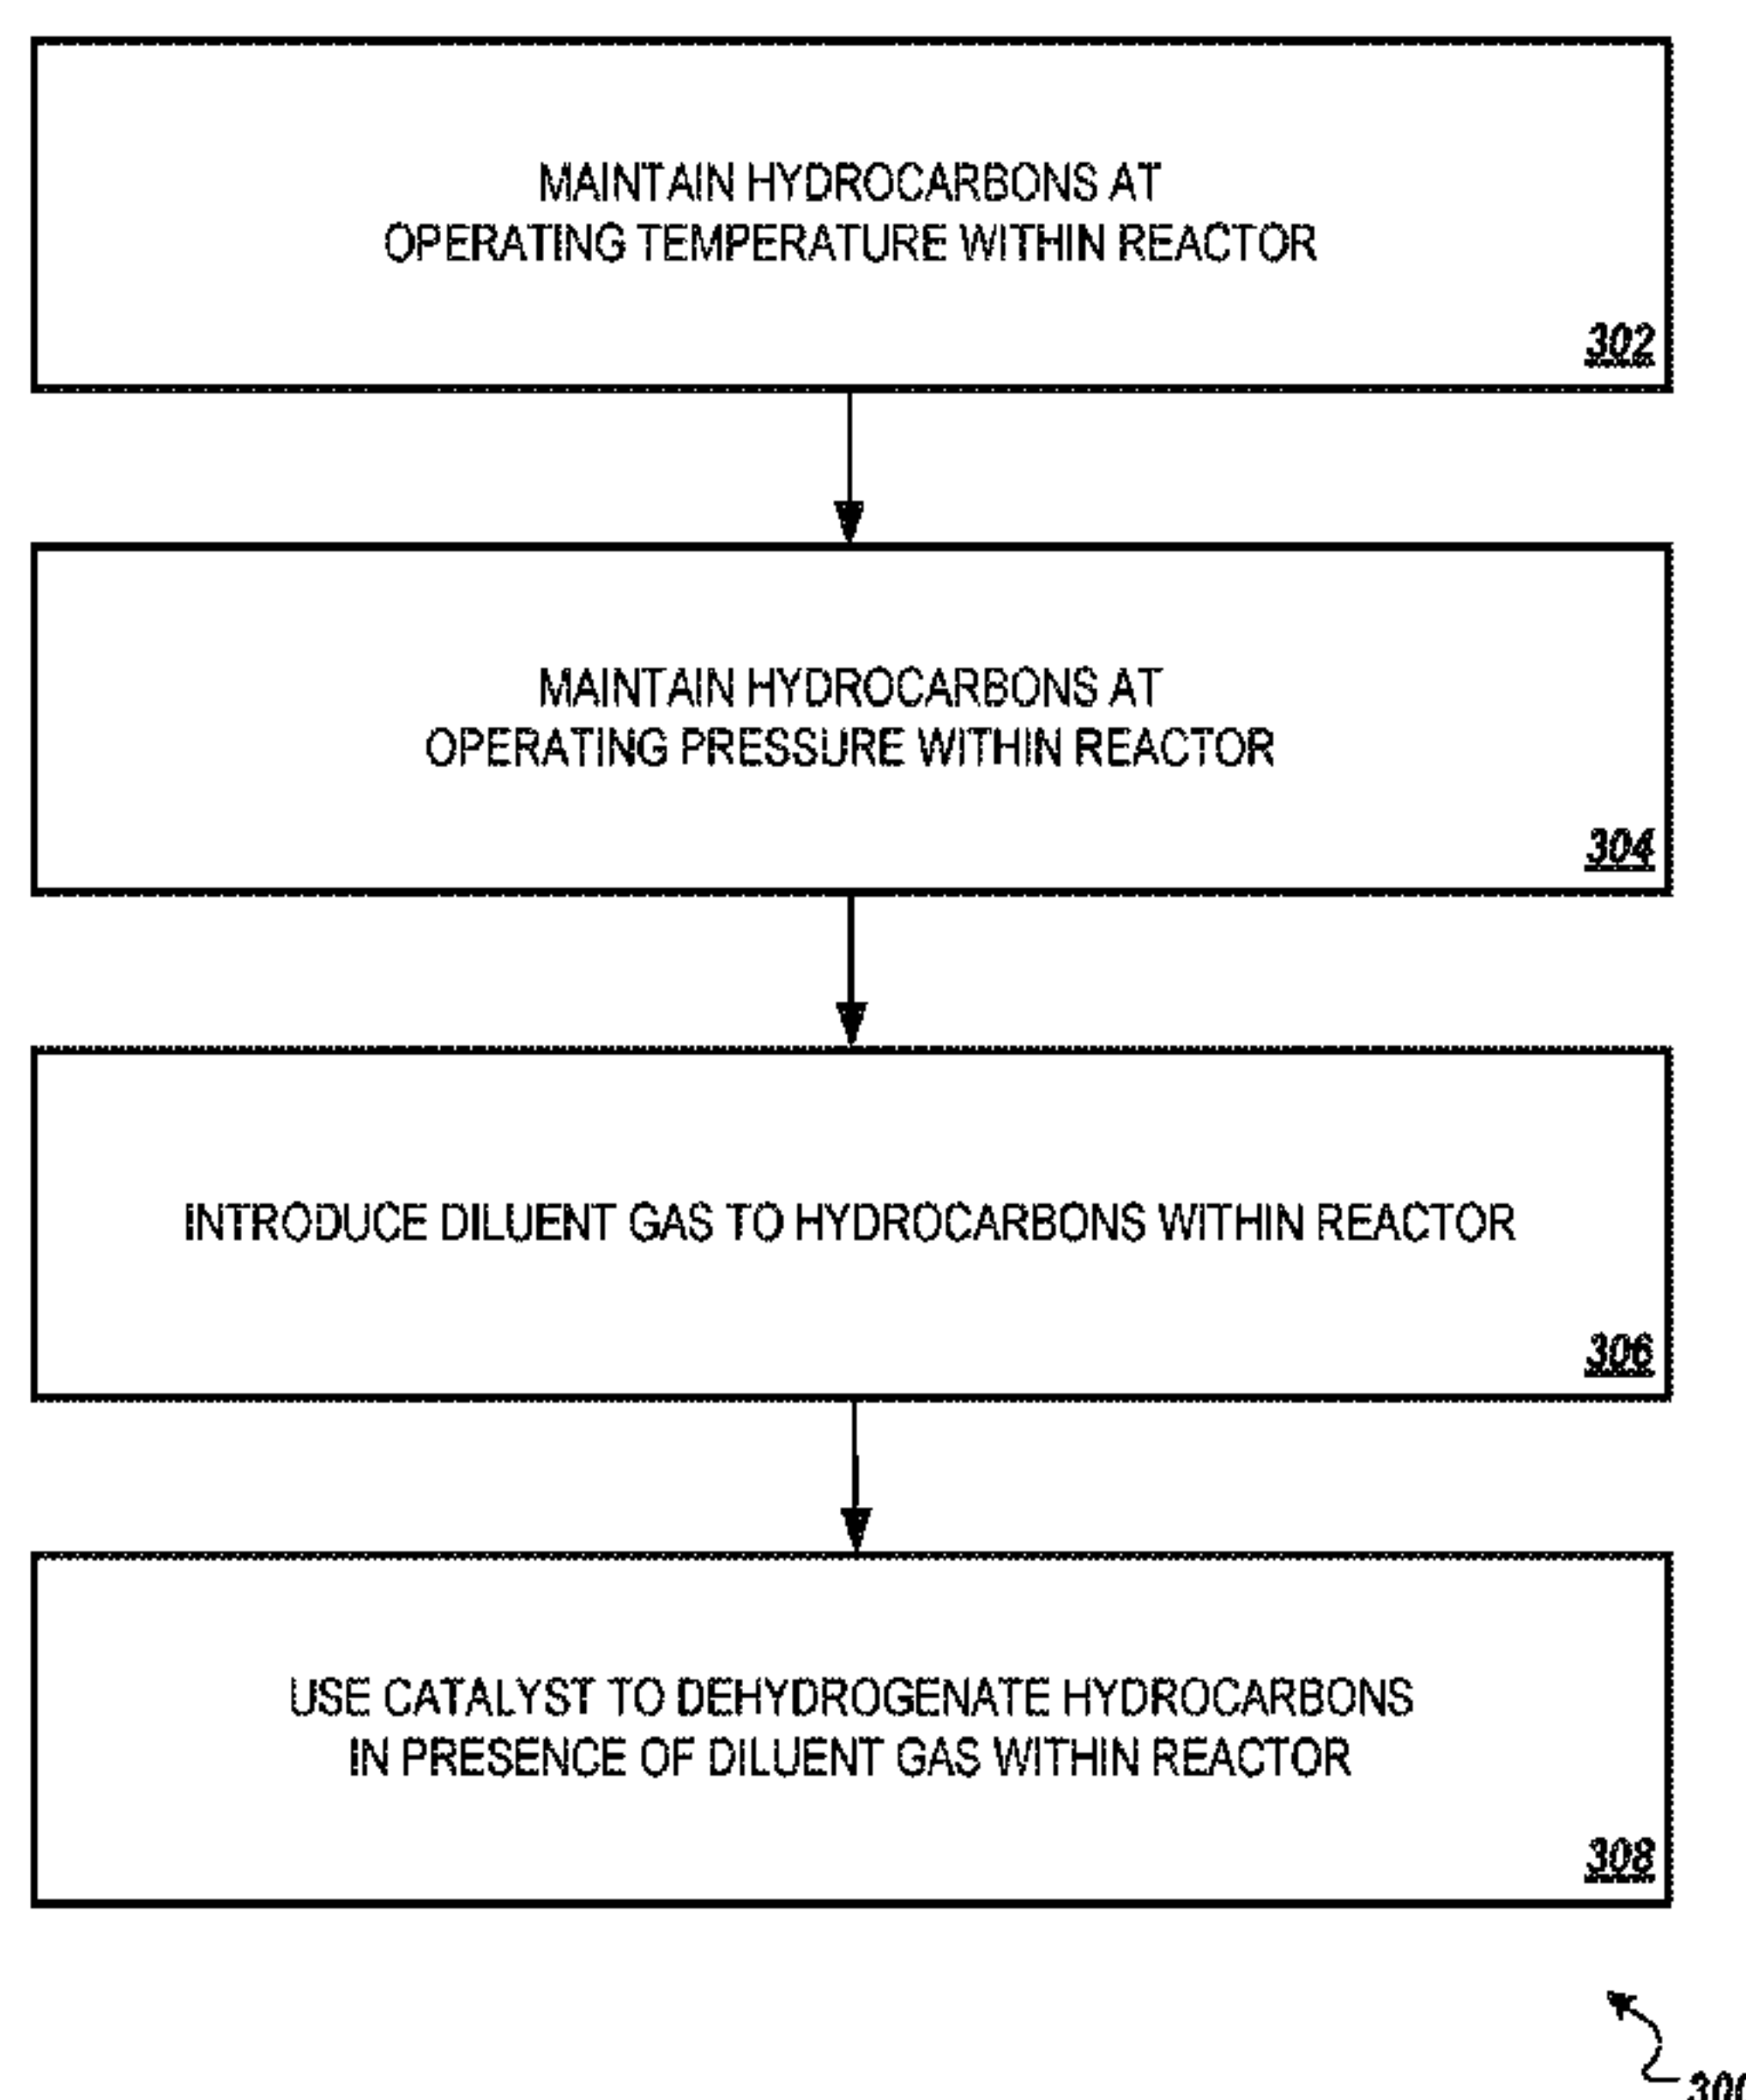 MAINTAIN HYDROCARBONS AT
OPERATING TEMPERATURE WITHIN REACTOR
302
MAINTAIN HYDROCARBONS AT
OPERATING PRESSURE WITHIN REACTOR
304
INTRODUCE DILUENT GAS TO HYDROCARBONS WITHIN REACTOR
306
USE CATALYST TO DEHYDROGENATE HYDROCARBONS
IN PRESENCE OF DILUENT GAS WITHIN REACTOR
308
300